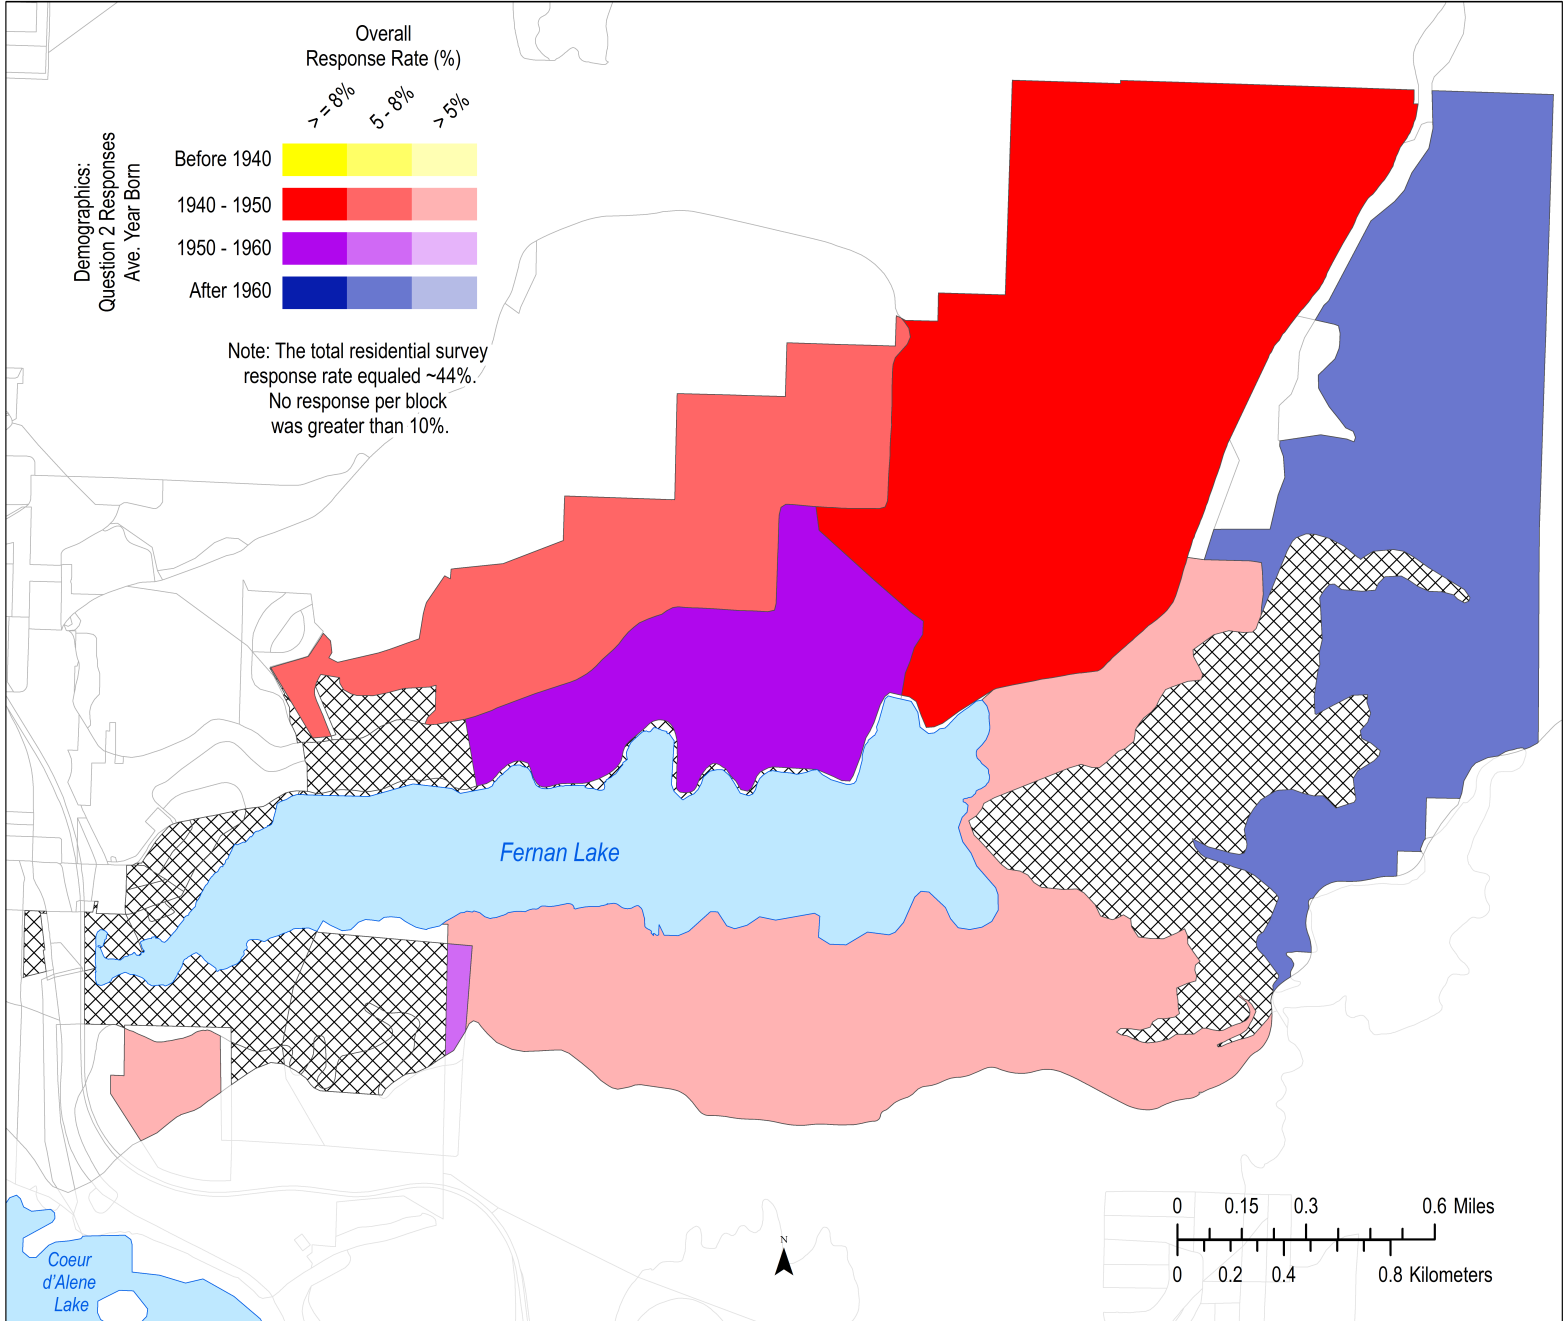 Overall
Response Rate (%)
> = 8%
5 - 8%
> 5%
Demographics:
Question 2 Responses
Ave. Year Born
Before 1940
1940 - 1950
1950 - 1960
After 1960
Note: The total residential survey
response rate equaled ~44%.
No response per block
was greater than 10%.
Fernan Lake
Coeur
d'Alene
Lake
N
0 0.15 0.3 0.6 Miles
0 0.2 0.4 0.8 Kilometers